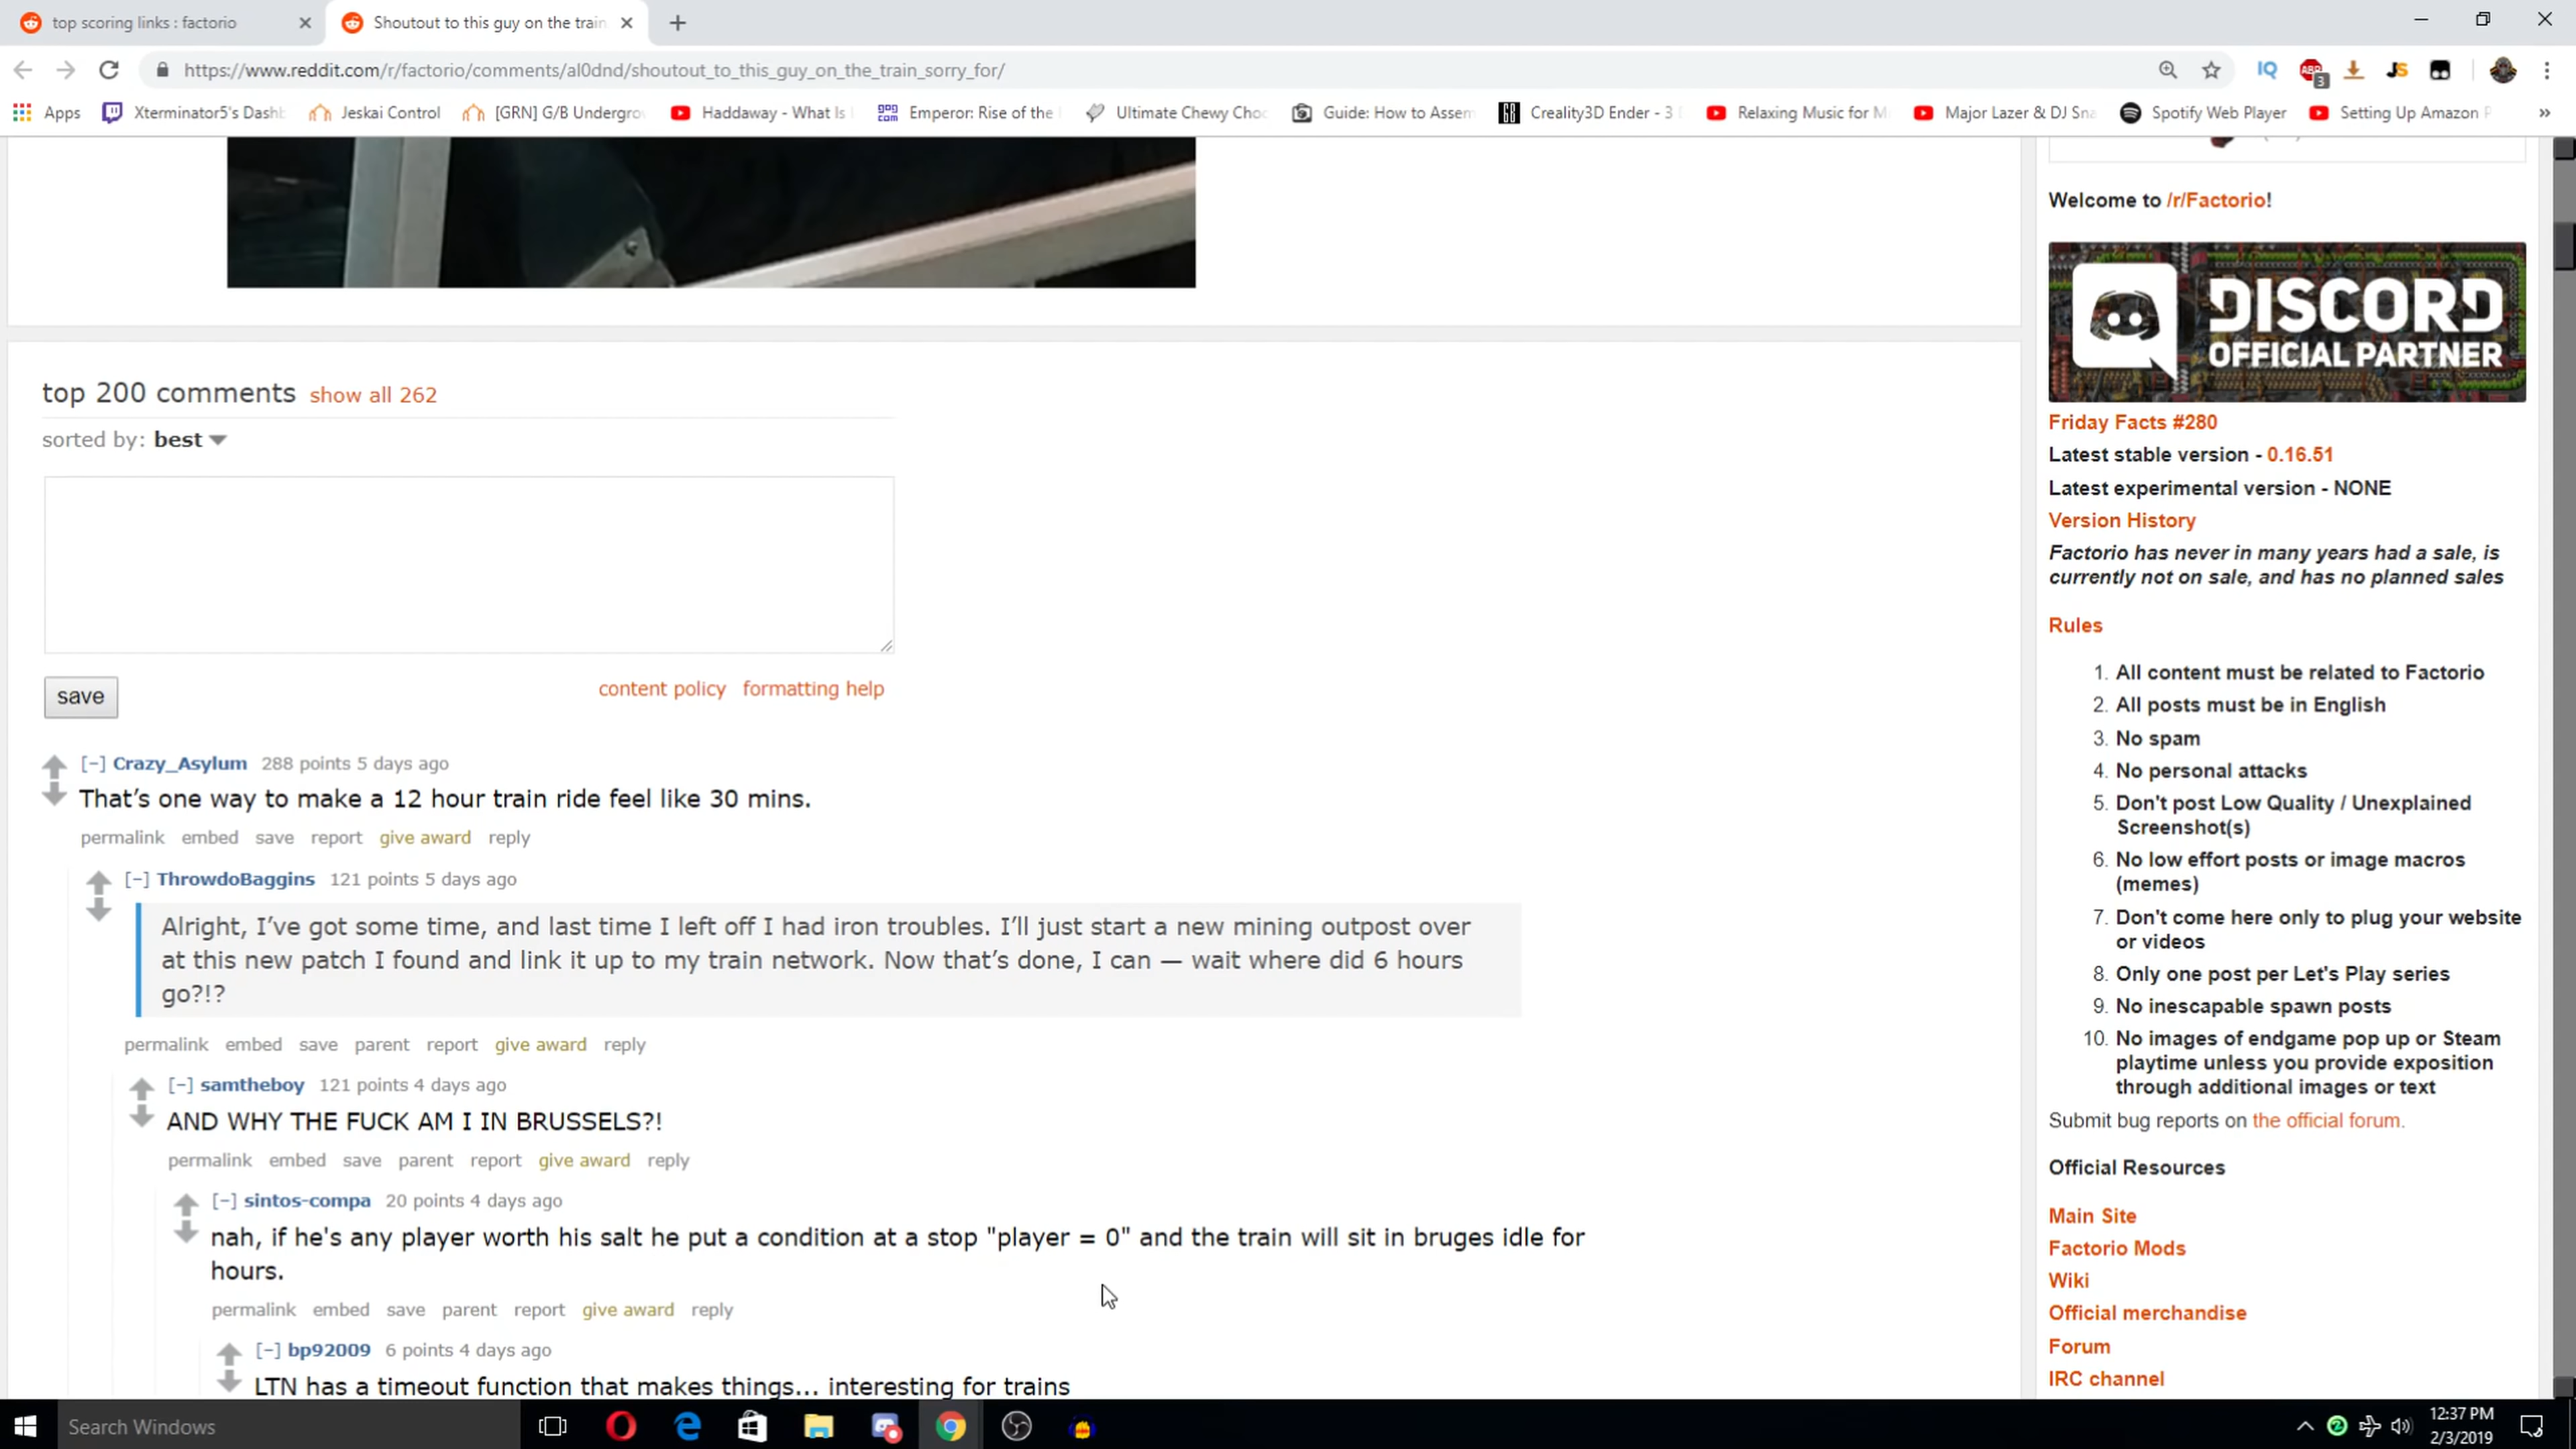 top scoring links : factorio
Shoutout to this guy on the train
https://www.reddit.com/r/factorio/comments/al0dnd/shoutout_to_this_guy_on_the_train_sorry_for/
IQ
ABP
3
JS
Apps
Xterminator5's Dashb
Jeskai Control
[GRN] G/B Undergro
Haddaway - What Is
Emperor: Rise of the
Ultimate Chewy Choc
Guide: How to Assem
Creality3D Ender - 3
Relaxing Music for M
Major Lazer & DJ Sna
Spotify Web Player
Setting Up Amazon
»
top 200 comments show all 262
sorted by: best
save
content policy formatting help
[–] Crazy_Asylum 288 points 5 days ago
That’s one way to make a 12 hour train ride feel like 30 mins.
permalink embed save report give award reply
[–] ThrowdoBaggins 121 points 5 days ago
Alright, I’ve got some time, and last time I left off I had iron troubles. I’ll just start a new mining outpost over
at this new patch I found and link it up to my train network. Now that’s done, I can — wait where did 6 hours
go?!?
permalink embed save parent report give award reply
[–] samtheboy 121 points 4 days ago
AND WHY THE FUCK AM I IN BRUSSELS?!
permalink embed save parent report give award reply
[–] sintos-compa 20 points 4 days ago
nah, if he's any player worth his salt he put a condition at a stop "player = 0" and the train will sit in bruges idle for
hours.
permalink embed save parent report give award reply
[–] bp92009 6 points 4 days ago
LTN has a timeout function that makes things... interesting for trains
Welcome to /r/Factorio!
DISCORD
OFFICIAL PARTNER
Friday Facts #280
Latest stable version - 0.16.51
Latest experimental version - NONE
Version History
Factorio has never in many years had a sale, is
currently not on sale, and has no planned sales
Rules
1. All content must be related to Factorio
2. All posts must be in English
3. No spam
4. No personal attacks
5. Don't post Low Quality / Unexplained
Screenshot(s)
6. No low effort posts or image macros
(memes)
7. Don't come here only to plug your website
or videos
8. Only one post per Let's Play series
9. No inescapable spawn posts
10. No images of endgame pop up or Steam
playtime unless you provide exposition
through additional images or text
Submit bug reports on the official forum.
Official Resources
Main Site
Factorio Mods
Wiki
Official merchandise
Forum
IRC channel
Search Windows
12:37 PM
2/3/2019